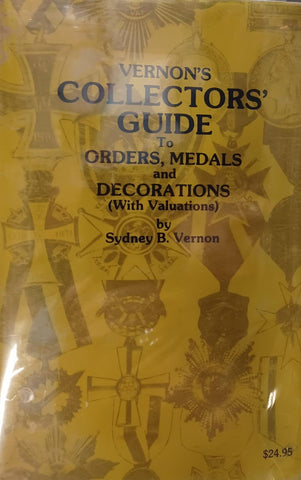 VERNON'S
COLLECTORS'
GUIDE
To
ORDERS, MEDALS
and
DECORATIONS
(With Valuations)
by
Sydney B. Vernon
$24.95